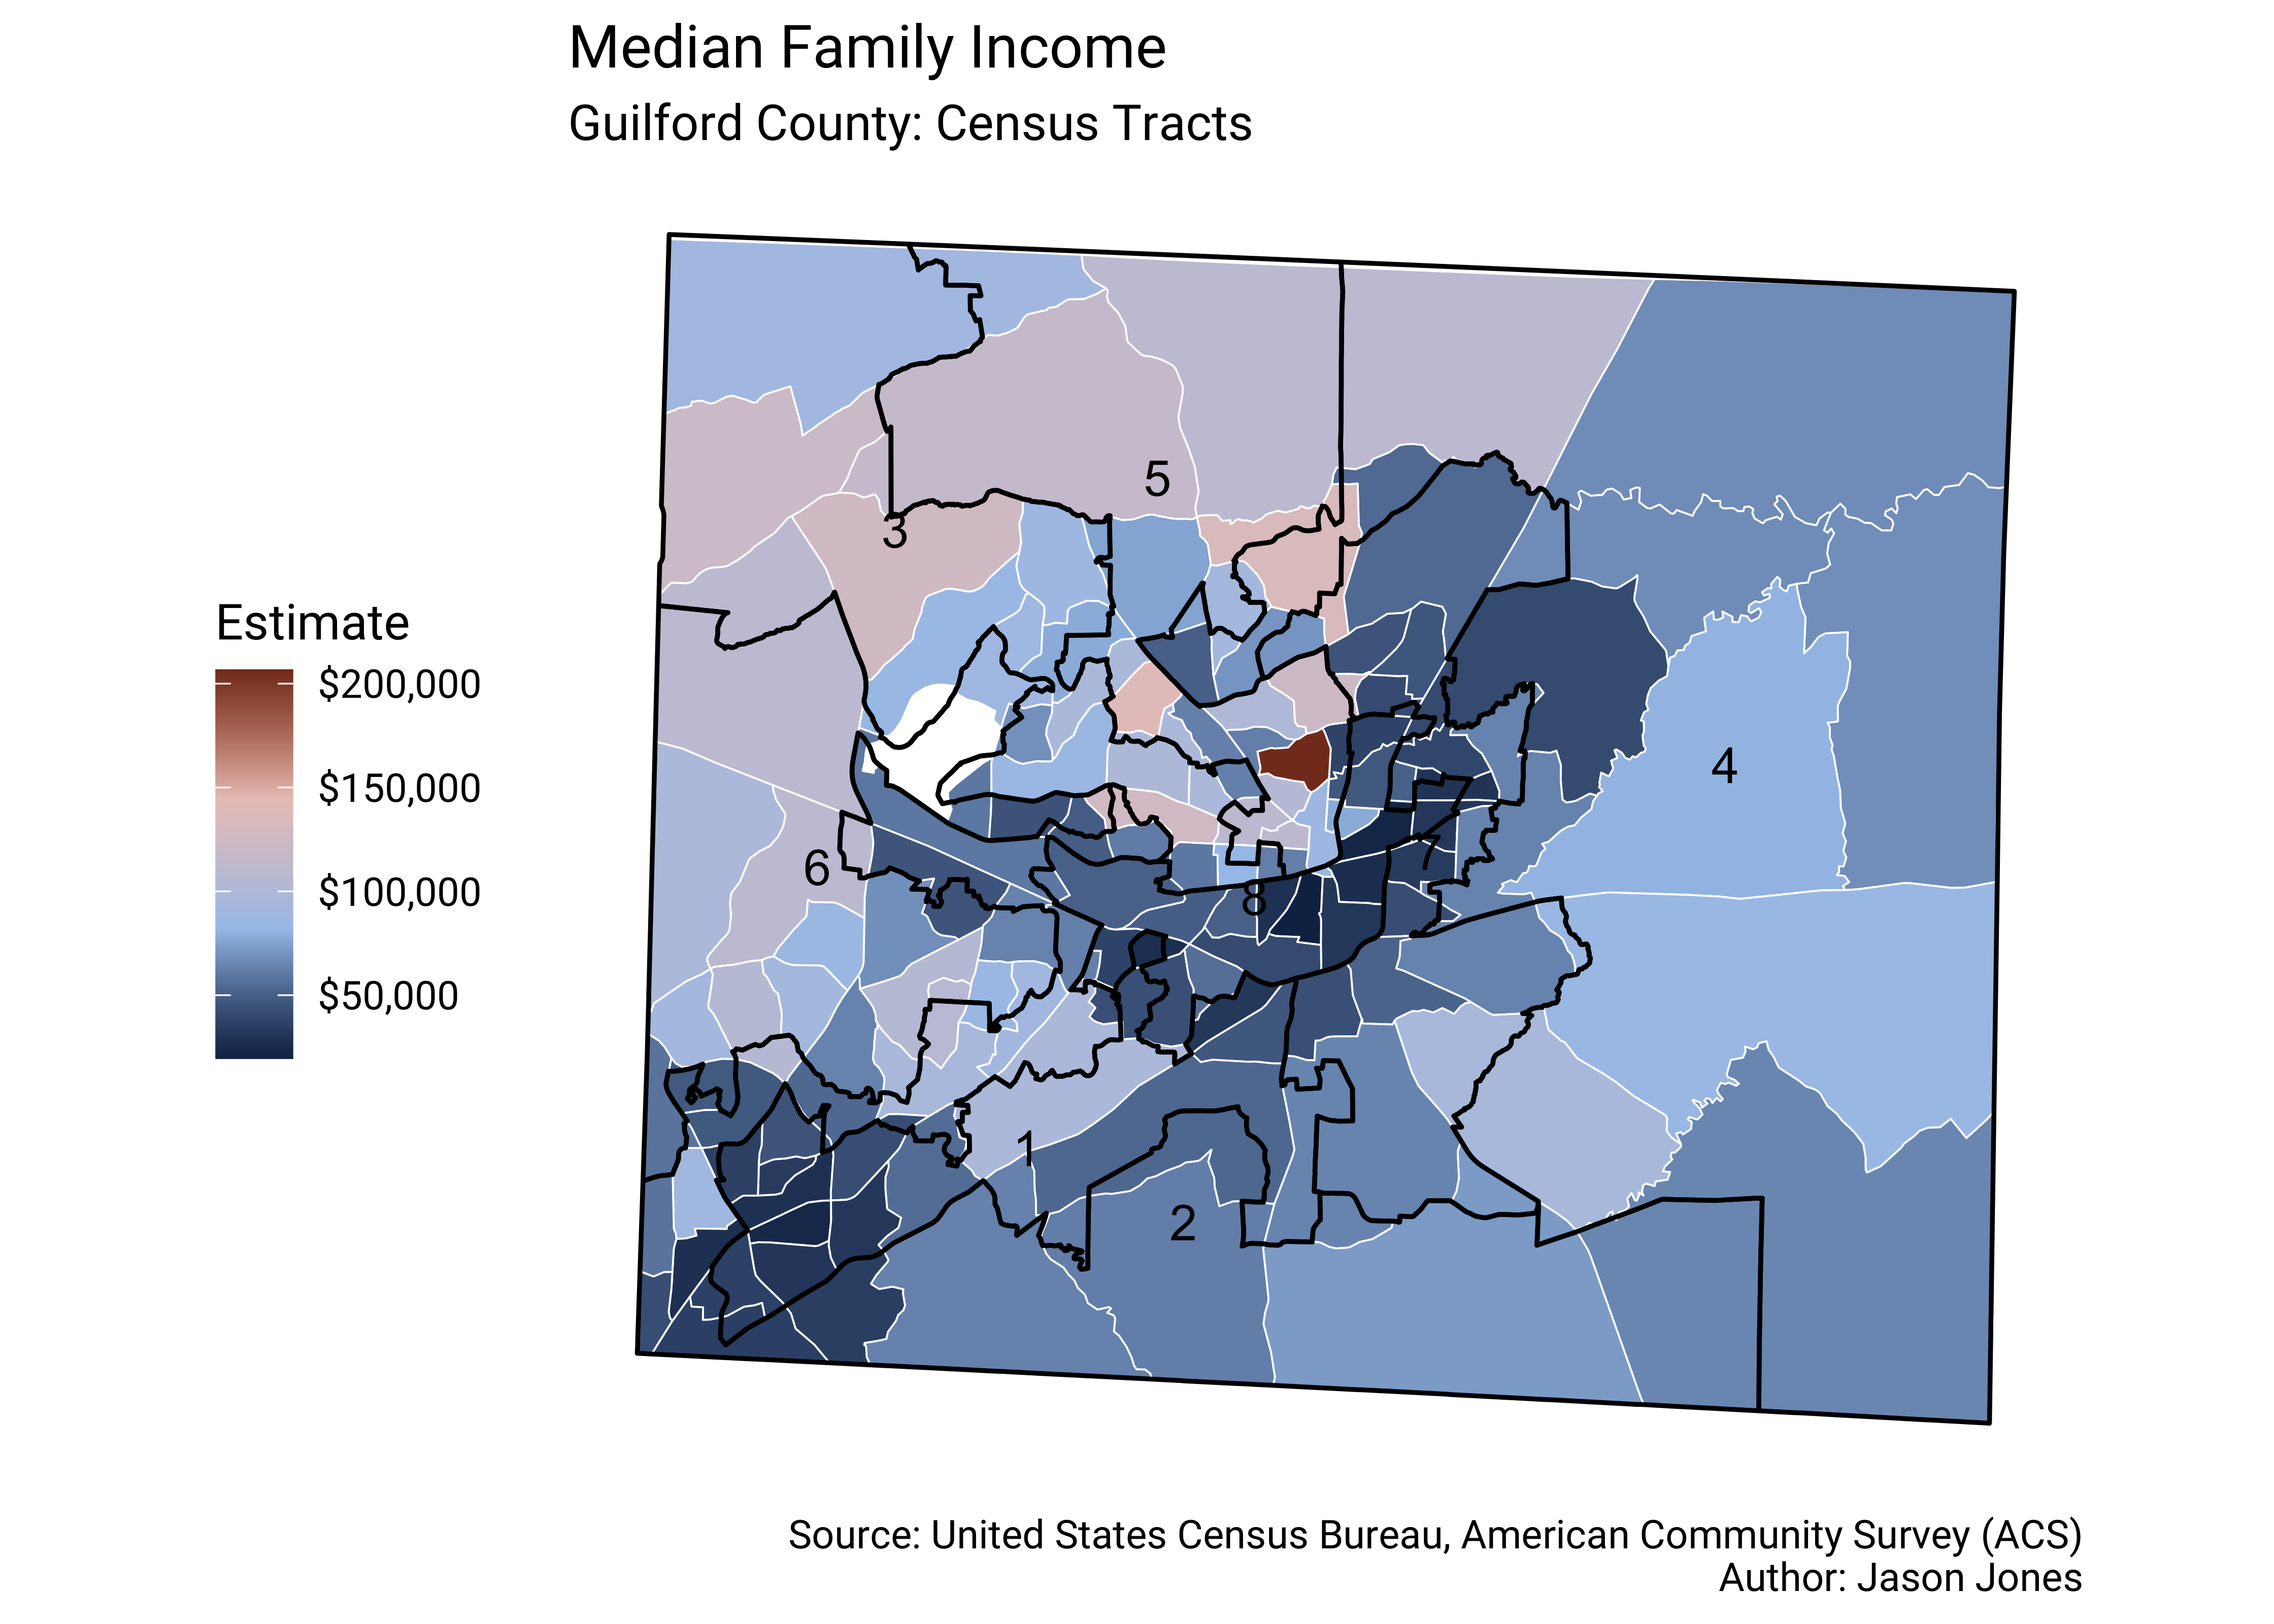 Median Family Income
Guilford County: Census Tracts
5
3
Estimate
$200,000
$150,000
$100,000
$50,000
4
7
6
8
1
2
Source: United States Census Bureau, American Community Survey (ACS)
Author: Jason Jones